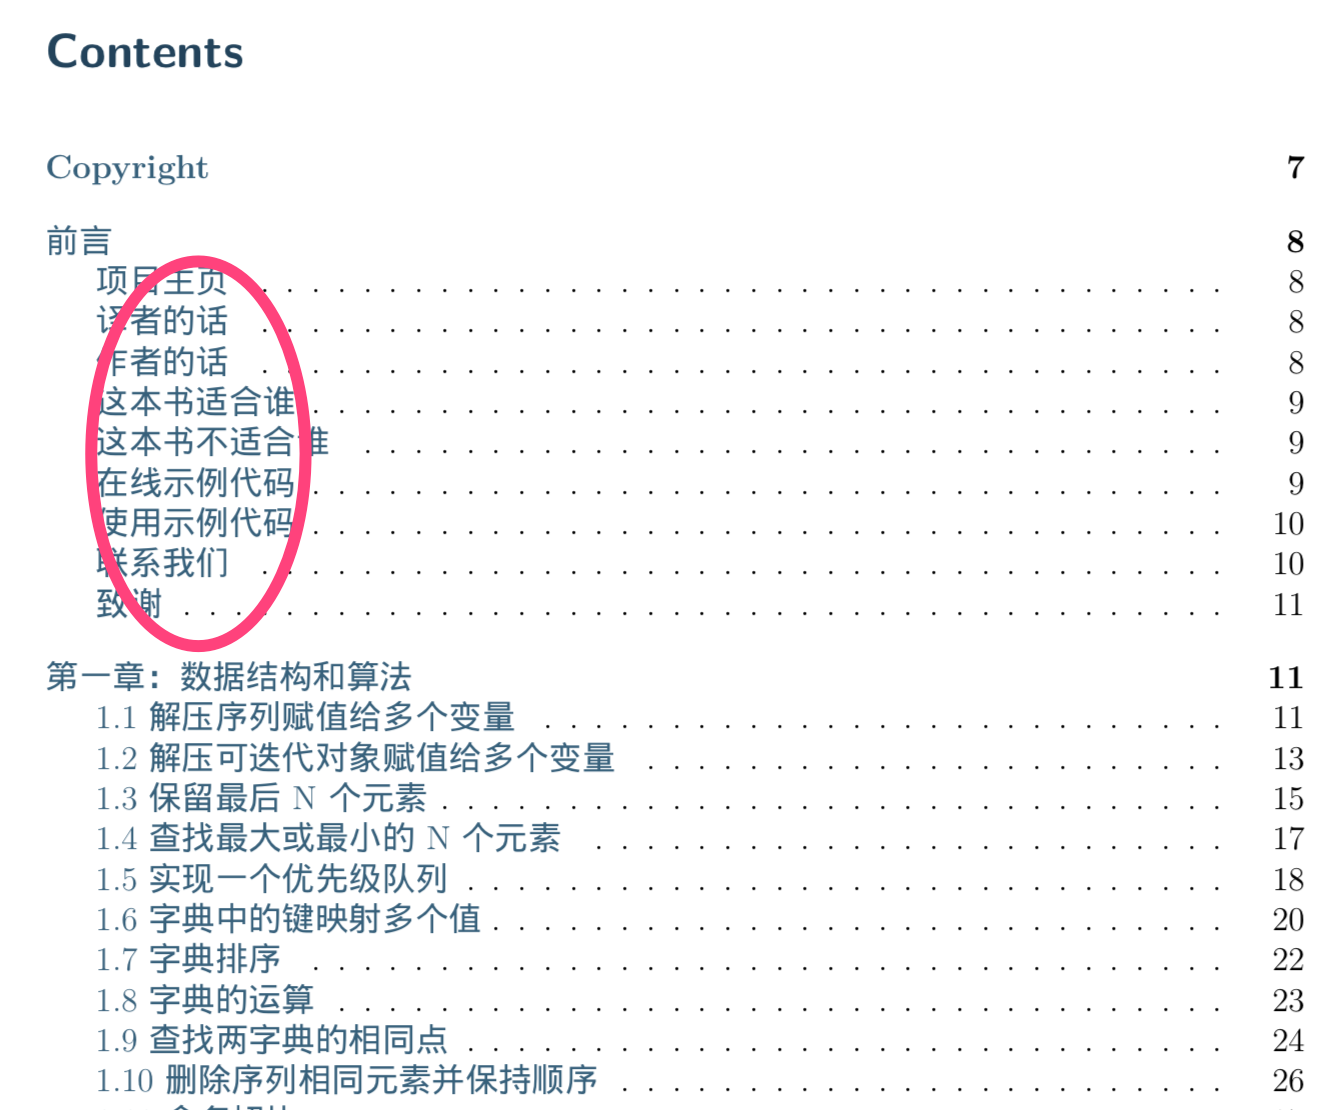 Contents
Copyright 7
前言 8
项目主页 . . . . . . . . . . . . . . . . . . . . . . . . . . . . . . . . . . . . . . 8
译者的话 . . . . . . . . . . . . . . . . . . . . . . . . . . . . . . . . . . . . . . 8
作者的话 . . . . . . . . . . . . . . . . . . . . . . . . . . . . . . . . . . . . . . 8
这本书适合谁 . . . . . . . . . . . . . . . . . . . . . . . . . . . . . . . . . . . . 9
这本书不适合谁 . . . . . . . . . . . . . . . . . . . . . . . . . . . . . . . . . . 9
在线示例代码 . . . . . . . . . . . . . . . . . . . . . . . . . . . . . . . . . . . . 9
使用示例代码 . . . . . . . . . . . . . . . . . . . . . . . . . . . . . . . . . . . . 10
联系我们 . . . . . . . . . . . . . . . . . . . . . . . . . . . . . . . . . . . . . . 10
致谢 . . . . . . . . . . . . . . . . . . . . . . . . . . . . . . . . . . . . . . . . . 11
第一章：数据结构和算法 11
1.1 解压序列赋值给多个变量 . . . . . . . . . . . . . . . . . . . . . . . . . . . 11
1.2 解压可迭代对象赋值给多个变量 . . . . . . . . . . . . . . . . . . . . . . . 13
1.3 保留最后 N 个元素 . . . . . . . . . . . . . . . . . . . . . . . . . . . . . . . 15
1.4 查找最大或最小的 N 个元素 . . . . . . . . . . . . . . . . . . . . . . . . . 17
1.5 实现一个优先级队列 . . . . . . . . . . . . . . . . . . . . . . . . . . . . . . 18
1.6 字典中的键映射多个值 . . . . . . . . . . . . . . . . . . . . . . . . . . . . . 20
1.7 字典排序 . . . . . . . . . . . . . . . . . . . . . . . . . . . . . . . . . . . . 22
1.8 字典的运算 . . . . . . . . . . . . . . . . . . . . . . . . . . . . . . . . . . . 23
1.9 查找两字典的相同点 . . . . . . . . . . . . . . . . . . . . . . . . . . . . . . 24
1.10 删除序列相同元素并保持顺序 . . . . . . . . . . . . . . . . . . . . . . . . 26